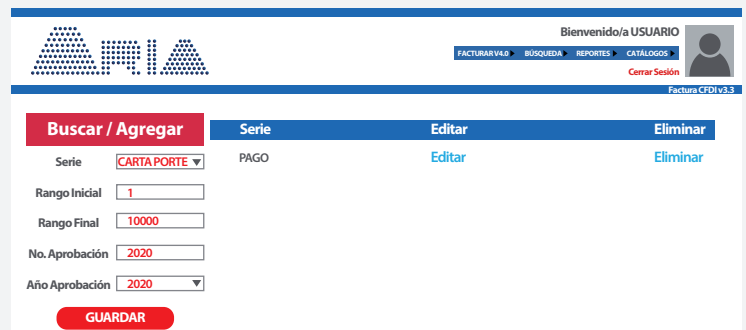 ARIA
Bienvenido/a USUARIO
FACTURAR V4.0 BÚSQUEDA REPORTES CATÁLOGOS
Cerrar Sesión
Factura CFDI v3.3
Buscar / Agregar
Serie Editar Eliminar
Serie CARTA PORTE
PAGO Editar Eliminar
Rango Inicial 1
Rango Final 10000
No. Aprobación 2020
Año Aprobación 2020
GUARDAR